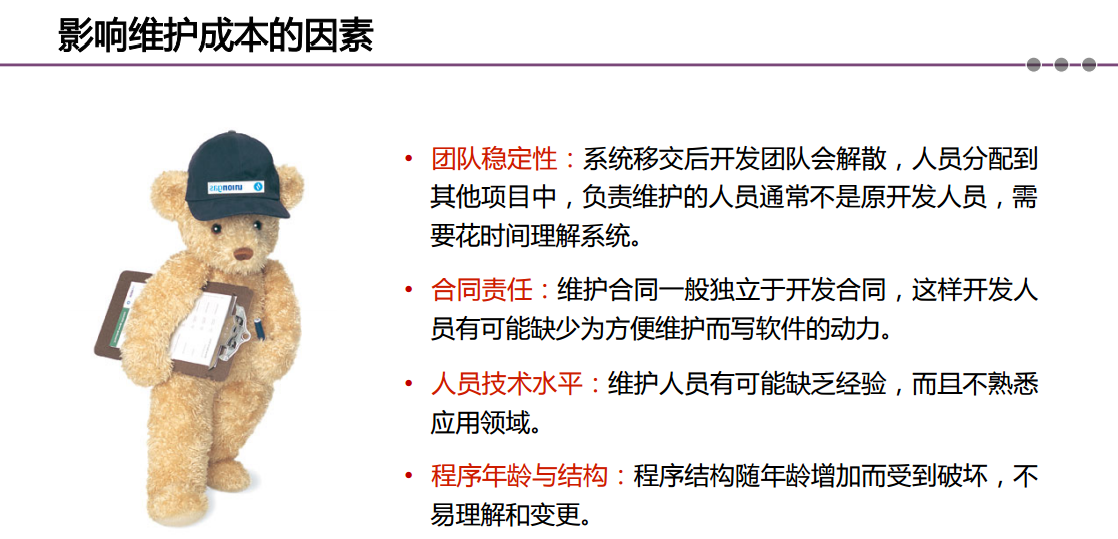 影响维护成本的因素
• 团队稳定性：系统移交后开发团队会解散，人员分配到
其他项目中，负责维护的人员通常不是原开发人员，需
要花时间理解系统。
• 合同责任：维护合同一般独立于开发合同，这样开发人
员有可能缺少为方便维护而写软件的动力。
• 人员技术水平：维护人员有可能缺乏经验，而且不熟悉
应用领域。
• 程序年龄与结构：程序结构随年龄增加而受到破坏，不
易理解和变更。
uniongas